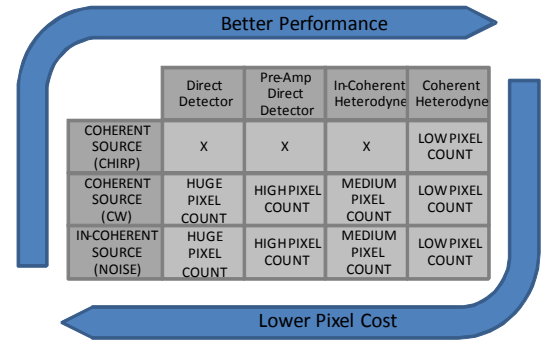 Better Performance
Direct
Detector
Pre-Amp
Direct
Detector
In-Coherent
Heterodyne
Coherent
Heterodyne
COHERENT
SOURCE
(CHIRP)
X
X
X
LOW PIXEL
COUNT
COHERENT
SOURCE
(CW)
HUGE
PIXEL
COUNT
HIGH PIXEL
COUNT
MEDIUM
PIXEL
COUNT
LOW PIXEL
COUNT
IN-COHERENT
SOURCE
(NOISE)
HUGE
PIXEL
COUNT
HIGH PIXEL
COUNT
MEDIUM
PIXEL
COUNT
LOW PIXEL
COUNT
Lower Pixel Cost